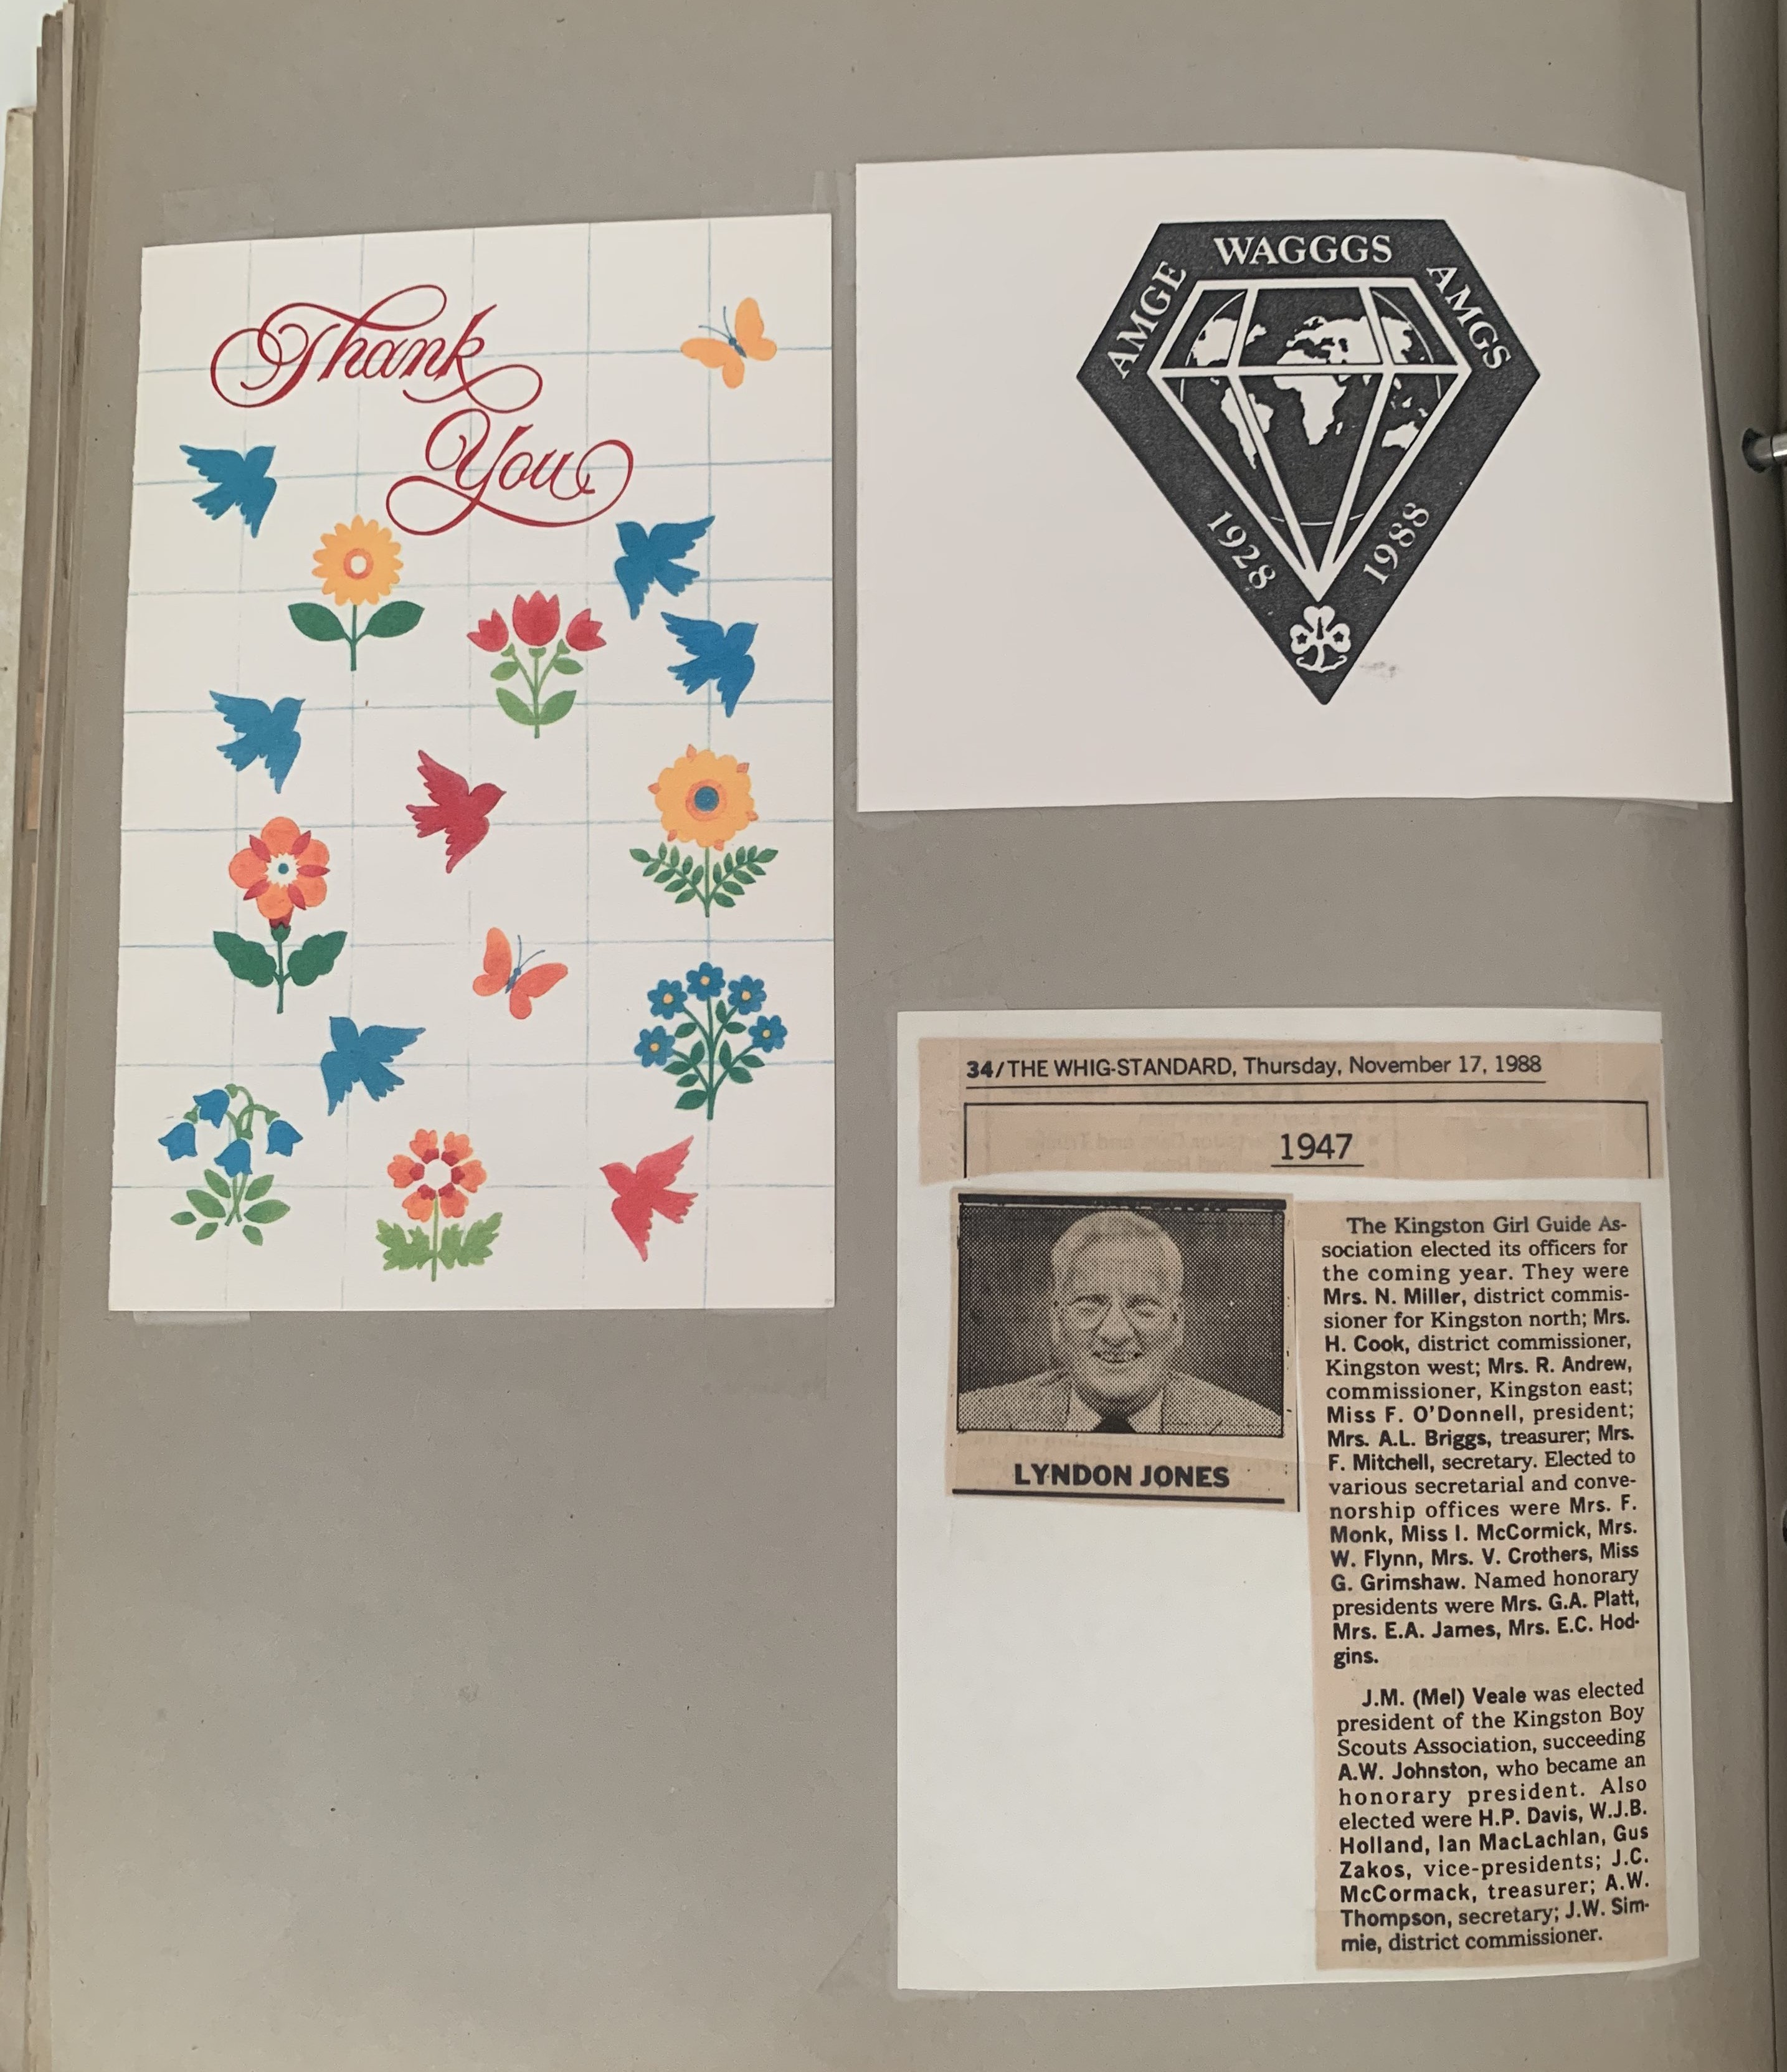 Thank
You
WAGGGS
AMGE
AMGS
1928
1988
34/THE WHIG-STANDARD, Thursday, November 17, 1988
1947
LYNDON JONES
The Kingston Girl Guide As-
sociation elected its officers for
the coming year. They were
Mrs. N. Miller, district commis-
sioner for Kingston north; Mrs.
H. Cook, district commissioner,
Kingston west; Mrs. R. Andrew,
commissioner, Kingston east;
Miss F. O'Donnell, president;
Mrs. A.L. Briggs, treasurer; Mrs.
F. Mitchell, secretary. Elected to
various secretarial and conve-
norship offices were Mrs. F.
Monk, Miss I. McCormick, Mrs.
W. Flynn, Mrs. V. Crothers, Miss
G. Grimshaw. Named honorary
presidents were Mrs. G.A. Platt,
Mrs. E.A. James, Mrs. E.C. Hod-
gins.
J.M. (Mel) Veale was elected
president of the Kingston Boy
Scouts Association, succeeding
A.W. Johnston, who became an
honorary president. Also
elected were H.P. Davis, W.J.B.
Holland, Ian MacLachlan, Gus
Zakos, vice-presidents; J.C.
McCormack, treasurer; A.W.
Thompson, secretary; J.W. Sim-
mie, district commissioner.